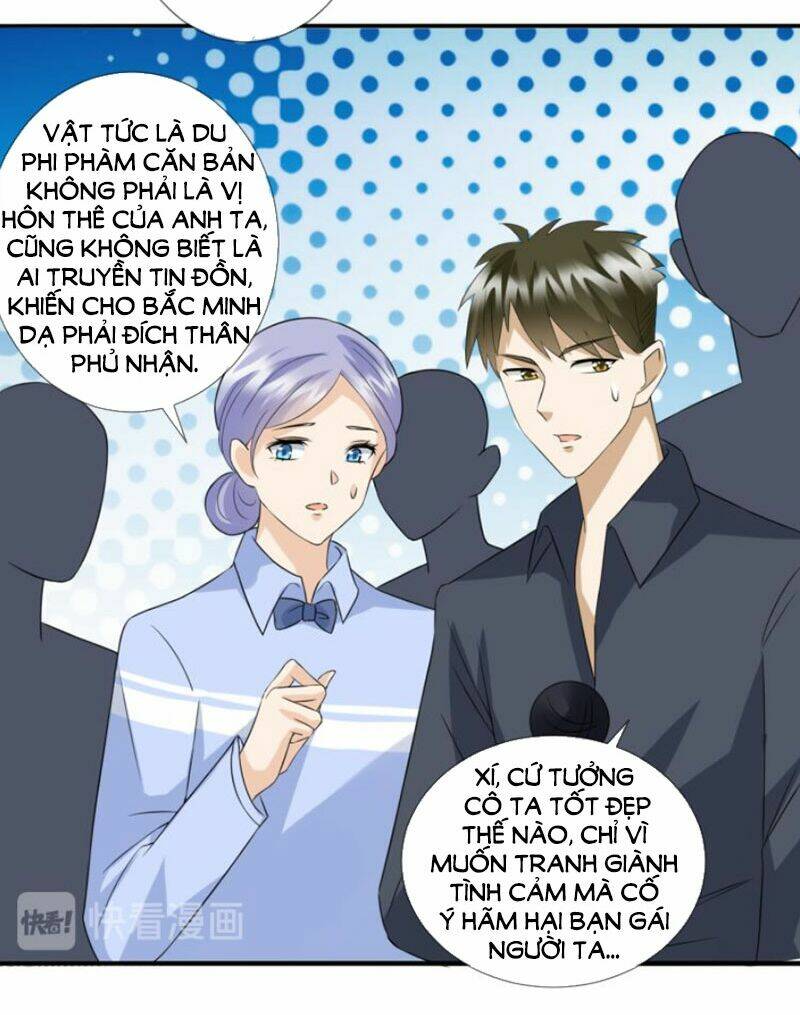 VẬT TỨC LÀ DU
PHI PHÀM CĂN BẢN
KHÔNG PHẢI LÀ VỊ
HÔN THÊ CỦA ANH TA,
CŨNG KHÔNG BIẾT LÀ
AI TRUYỀN TIN ĐỒN,
KHIẾN CHO BẮC MINH
DẠ PHẢI ĐÍCH THÂN
PHỦ NHẬN.
XÍ, CỨ TƯỞNG
CÔ TA TỐT ĐẸP
THẾ NÀO, CHỈ VÌ
MUỐN TRANH GIÀNH
TÌNH CẢM MÀ CỐ
Ý HÃM HẠI BẠN GÁI
NGƯỜI TA...
快看! 快看漫画